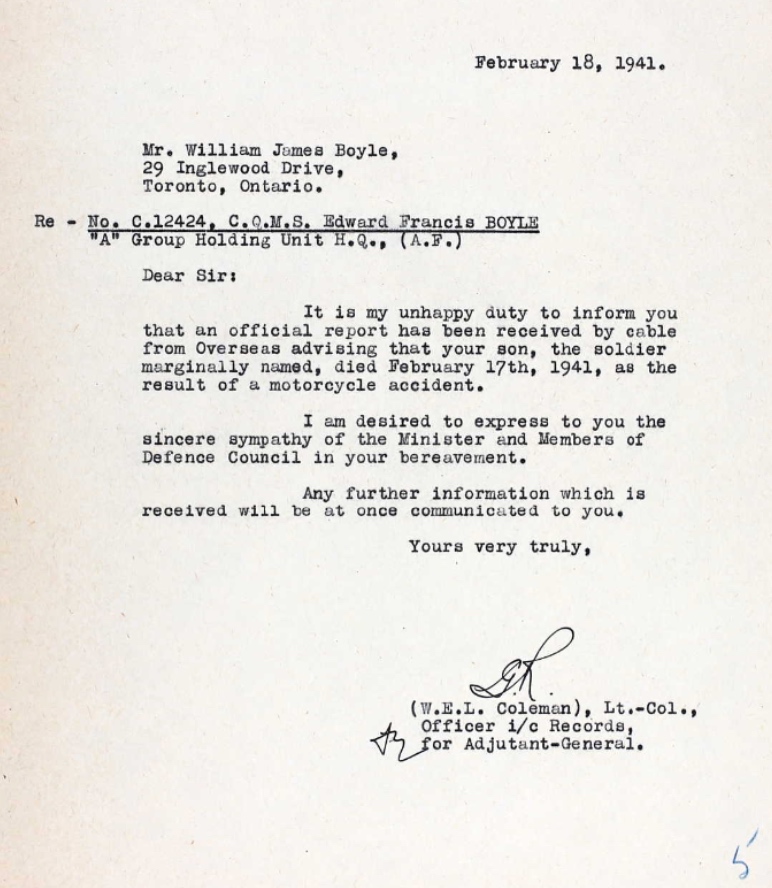 February 18, 1941.
Mr. William James Boyle,
29 Inglewood Drive,
Toronto, Ontario.
Re - No. C.12424, C.Q.M.S. Edward Francis BOYLE
"A" Group Holding Unit H.Q., (A.F.)
Dear Sir:
It is my unhappy duty to inform you
that an official report has been received by cable
from Overseas advising that your son, the soldier
marginally named, died February 17th, 1941, as the
result of a motorcycle accident.
I am desired to express to you the
sincere sympathy of the Minister and Members of
Defence Council in your bereavement.
Any further information which is
received will be at once communicated to you.
Yours very truly,
(W.E.L. Coleman), Lt.-Col.,
Officer i/c Records,
for Adjutant-General.
5